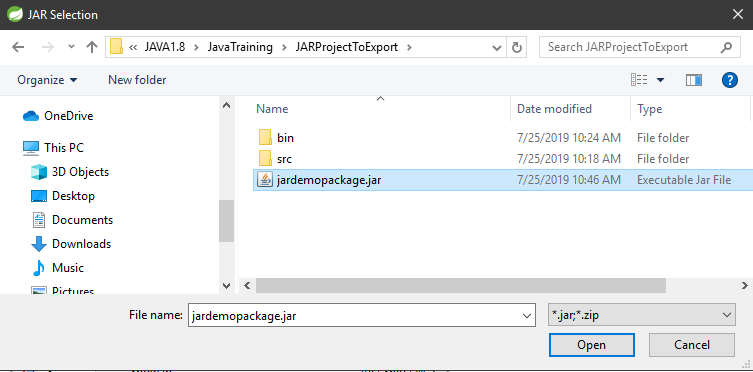 JAR Selection
« JAVA1.8 > JavaTraining > JARProjectToExport >
Search JARProjectToExport
Organize
New folder
Name
Date modified
Type
OneDrive
This PC
3D Objects
Desktop
Documents
Downloads
Music
Pictures
bin 7/25/2019 10:24 AM File folder
src 7/25/2019 10:18 AM File folder
jardemopackage.jar 7/25/2019 10:46 AM Executable Jar File
File name: jardemopackage.jar
*.jar;*.zip
Open
Cancel